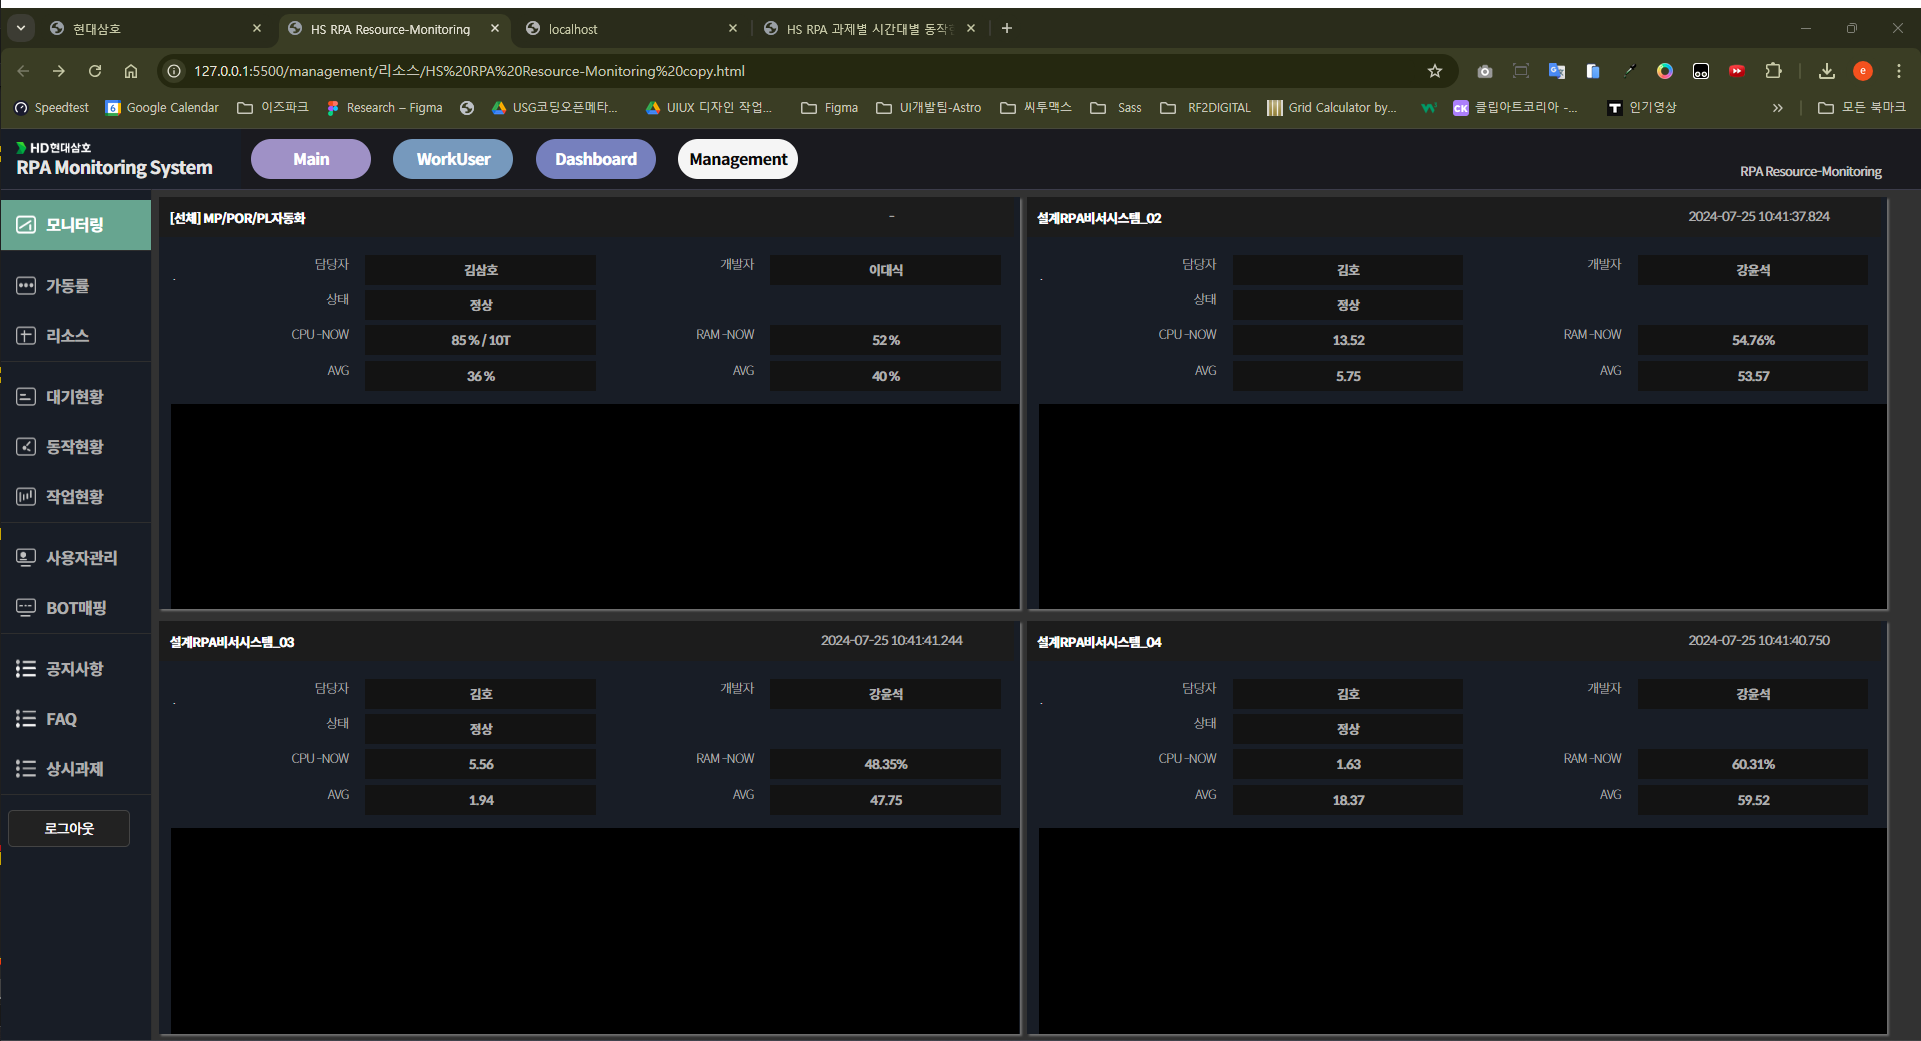 현대삼호
HS RPA Resource-Monitoring
localhost
HS RPA 과제별 시간대별 동작
127.0.0.1:5500/management/리소스/HS%20RPA%20Resource-Monitoring%20copy.html
Speedtest
Google Calendar
이즈파크
Research – Figma
USG코딩오픈메타...
UIUX 디자인 작업...
Figma
UI개발팀-Astro
씨투맥스
Sass
RF2DIGITAL
Grid Calculator by...
클립아트코리아 -...
인기영상
모든 북마크
HD현대삼호
RPA Monitoring System
Main
WorkUser
Dashboard
Management
RPA Resource-Monitoring
모니터링
가동률
리소스
대기현황
동작현황
작업현황
사용자관리
BOT매핑
공지사항
FAQ
상시과제
로그아웃
[선체] MP/POR/PL자동화 -
담당자 김삼호 개발자 이대식
상태 정상
CPU-NOW 85 % / 10T RAM-NOW 52 %
AVG 36 % AVG 40 %
설계RPA비서시스템_02 2024-07-25 10:41:37.824
담당자 김호 개발자 강윤석
상태 정상
CPU-NOW 13.52 RAM-NOW 54.76%
AVG 5.75 AVG 53.57
설계RPA비서시스템_03 2024-07-25 10:41:41.244
담당자 김호 개발자 강윤석
상태 정상
CPU-NOW 5.56 RAM-NOW 48.35%
AVG 1.94 AVG 47.75
설계RPA비서시스템_04 2024-07-25 10:41:40.750
담당자 김호 개발자 강윤석
상태 정상
CPU-NOW 1.63 RAM-NOW 60.31%
AVG 18.37 AVG 59.52